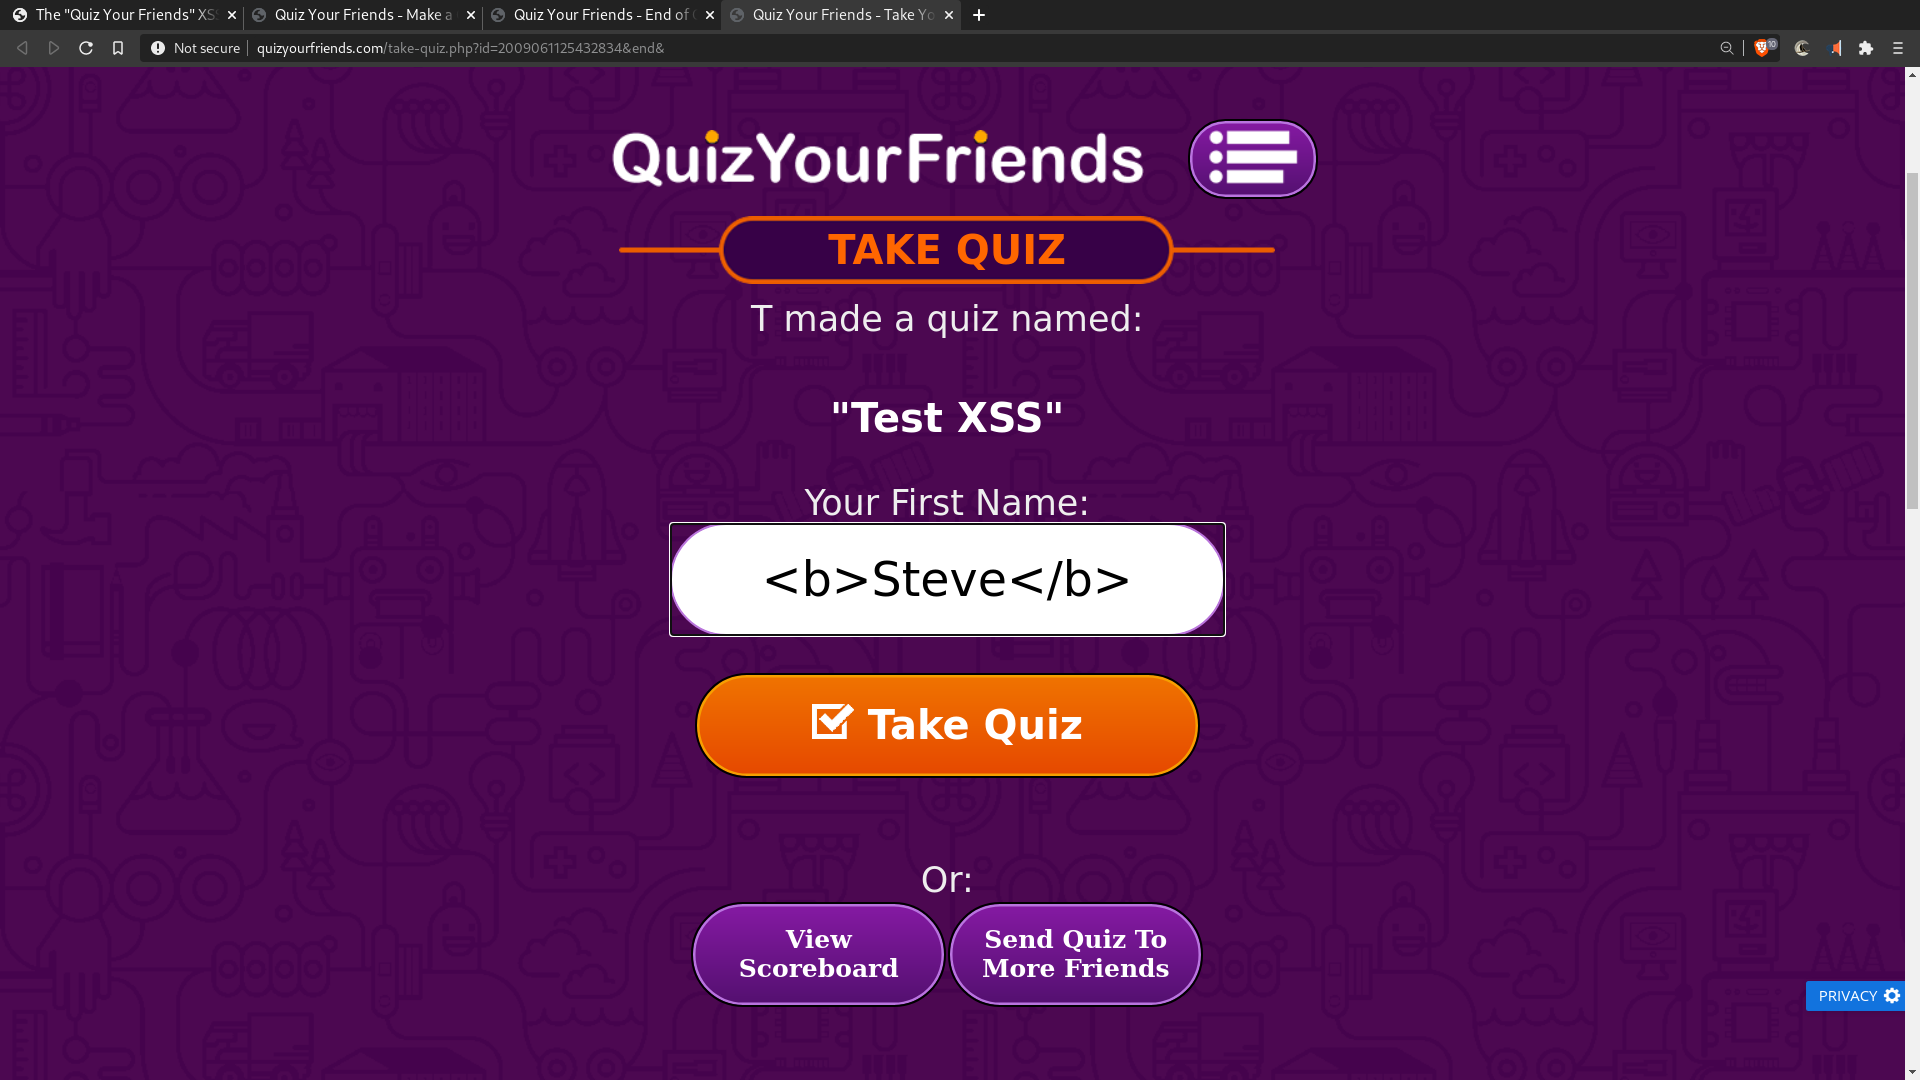 The "Quiz Your Friends" XS
Quiz Your Friends - Make a
Quiz Your Friends - End of
Quiz Your Friends - Take Yo
Not secure
quizyourfriends.com/take-quiz.php?id=2009061125432834&end&
10
QuizYourFriends
TAKE QUIZ
T made a quiz named:
"Test XSS"
Your First Name:
<b>Steve</b>
Take Quiz
Or:
View
Scoreboard
Send Quiz To
More Friends
PRIVACY